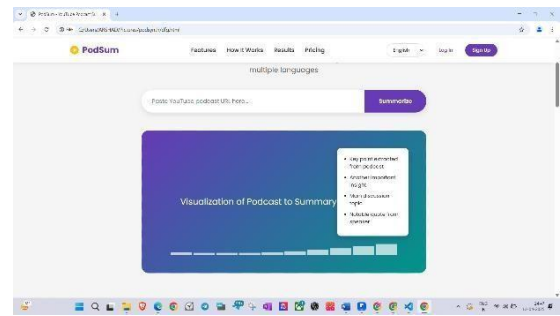 PodSum
Features How It Works Results Pricing
English
Log In
Sign Up
multiple languages
Paste YouTube podcast URL here...
Summarize
Visualization of Podcast to Summary
Key point extracted
from podcast
Another important
insight
Main discussion
topic
Notable quote from
speaker